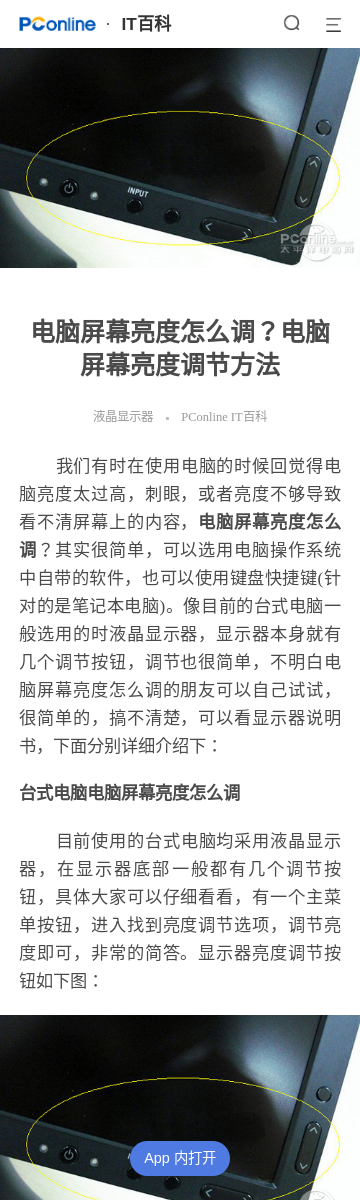 PConline · IT百科
INPUT
PConline
太平洋电脑网
电脑屏幕亮度怎么调？电脑
屏幕亮度调节方法
液晶显示器 • PConline IT百科
我们有时在使用电脑的时候回觉得电
脑亮度太过高，刺眼，或者亮度不够导致
看不清屏幕上的内容，电脑屏幕亮度怎么
调？其实很简单，可以选用电脑操作系统
中自带的软件，也可以使用键盘快捷键(针
对的是笔记本电脑)。像目前的台式电脑一
般选用的时液晶显示器，显示器本身就有
几个调节按钮，调节也很简单，不明白电
脑屏幕亮度怎么调的朋友可以自己试试，
很简单的，搞不清楚，可以看显示器说明
书，下面分别详细介绍下：
台式电脑电脑屏幕亮度怎么调
目前使用的台式电脑均采用液晶显示
器，在显示器底部一般都有几个调节按
钮，具体大家可以仔细看看，有一个主菜
单按钮，进入找到亮度调节选项，调节亮
度即可，非常的简答。显示器亮度调节按
钮如下图：
App 内打开